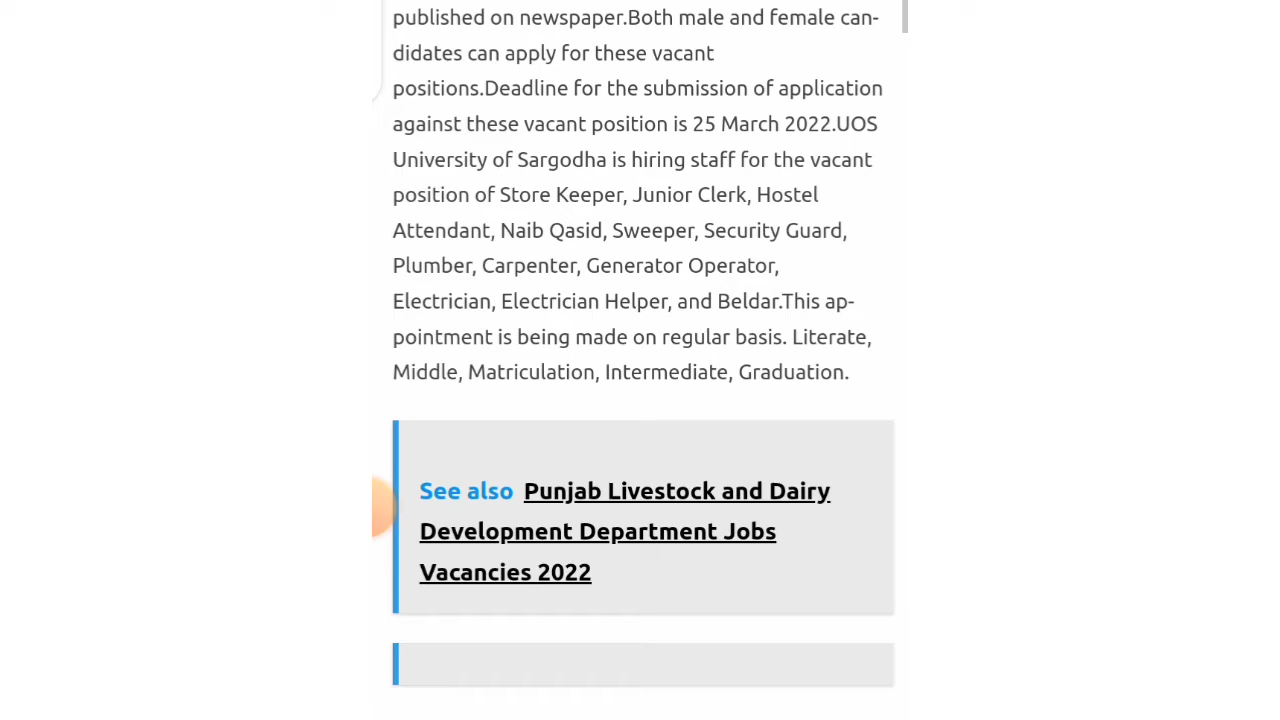 published on newspaper.Both male and female can-
didates can apply for these vacant
positions.Deadline for the submission of application
against these vacant position is 25 March 2022.UOS
University of Sargodha is hiring staff for the vacant
position of Store Keeper, Junior Clerk, Hostel
Attendant, Naib Qasid, Sweeper, Security Guard,
Plumber, Carpenter, Generator Operator,
Electrician, Electrician Helper, and Beldar.This ap-
pointment is being made on regular basis. Literate,
Middle, Matriculation, Intermediate, Graduation.
See also Punjab Livestock and Dairy
Development Department Jobs
Vacancies 2022